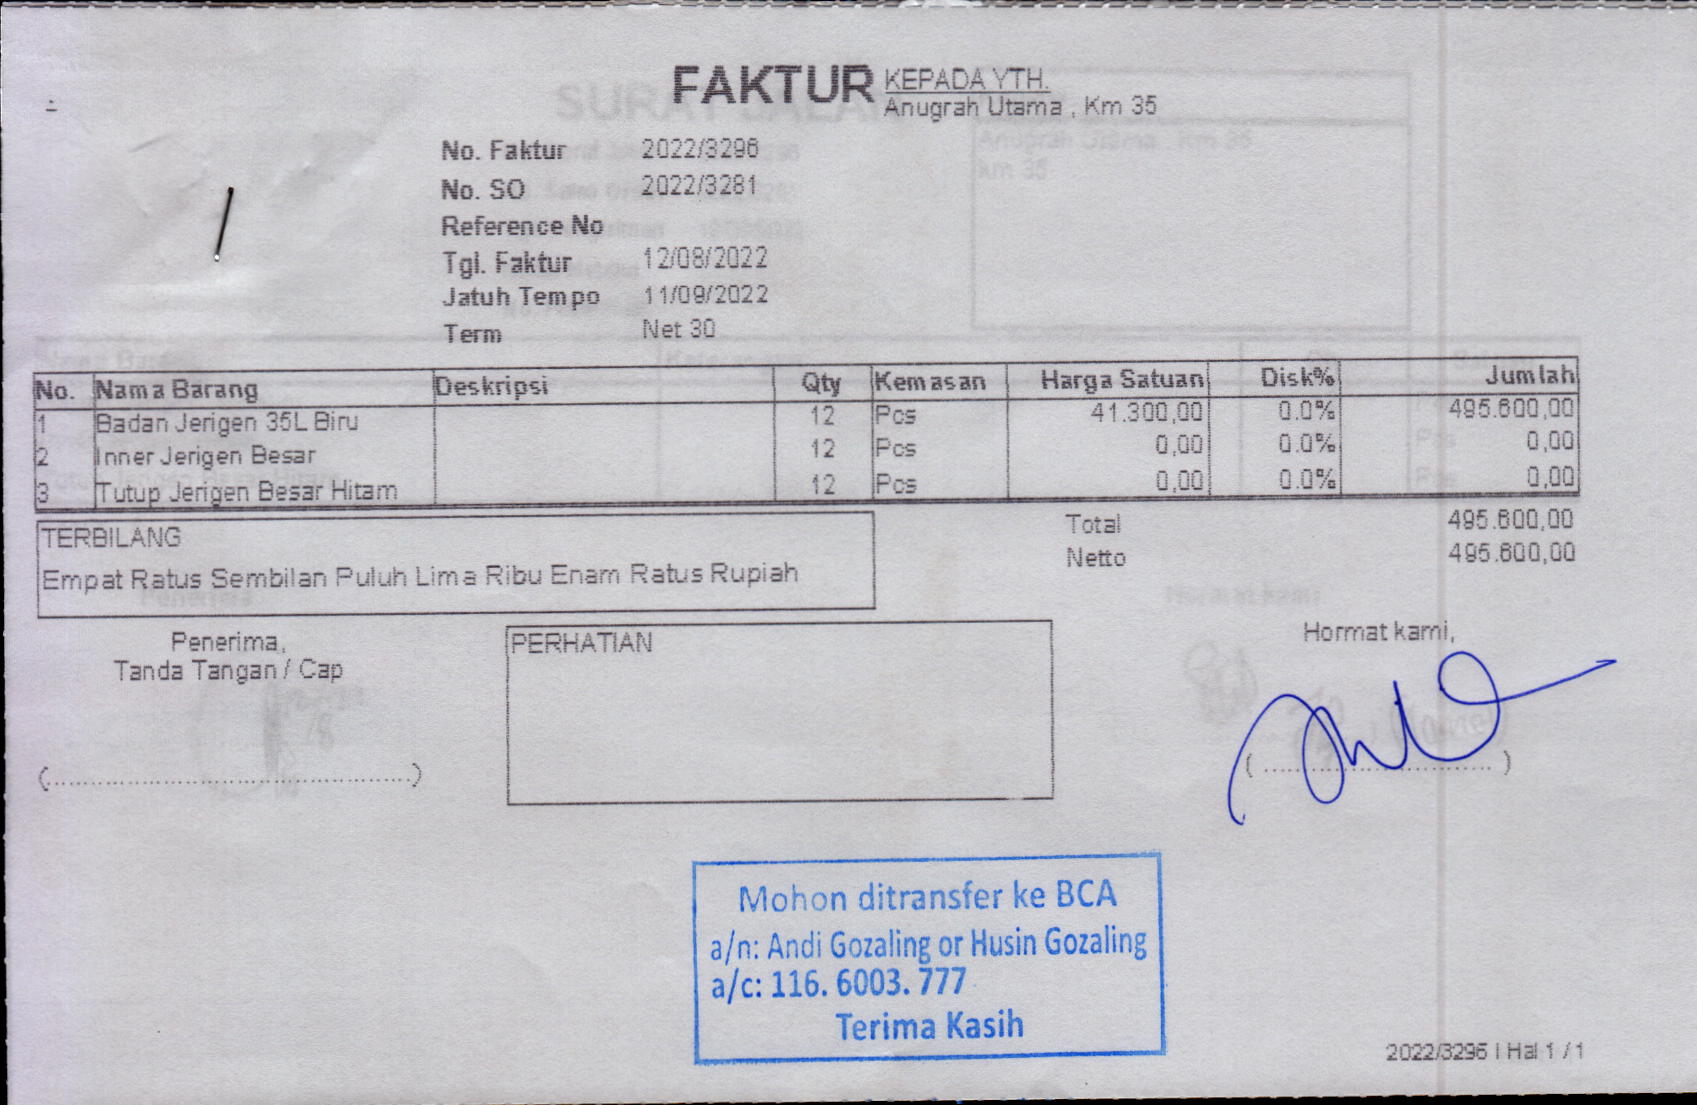 FAKTUR
KEPADA YTH.
Anugrah Utama , Km 35
No. Faktur 2022/3296
No. SO 2022/3281
Reference No
Tgl. Faktur 12/08/2022
Jatuh Tempo 11/09/2022
Term Net 30
No. Nama Barang Deskripsi Qty Kemasan Harga Satuan Disk% Jumlah
1 Badan Jerigen 35L Biru 12 Pcs 41.300,00 0.0% 495.600,00
2 Inner Jerigen Besar 12 Pcs 0,00 0.0% 0,00
3 Tutup Jerigen Besar Hitam 12 Pcs 0,00 0.0% 0,00
Total 495.600,00
Netto 495.600,00
TERBILANG
Empat Ratus Sembilan Puluh Lima Ribu Enam Ratus Rupiah
Penerima,
Tanda Tangan / Cap
PERHATIAN
Hormat kami,
Mohon ditransfer ke BCA
a/n: Andi Gozaling or Husin Gozaling
a/c: 116. 6003. 777
Terima Kasih
2022/3296 | Hal 1 / 1